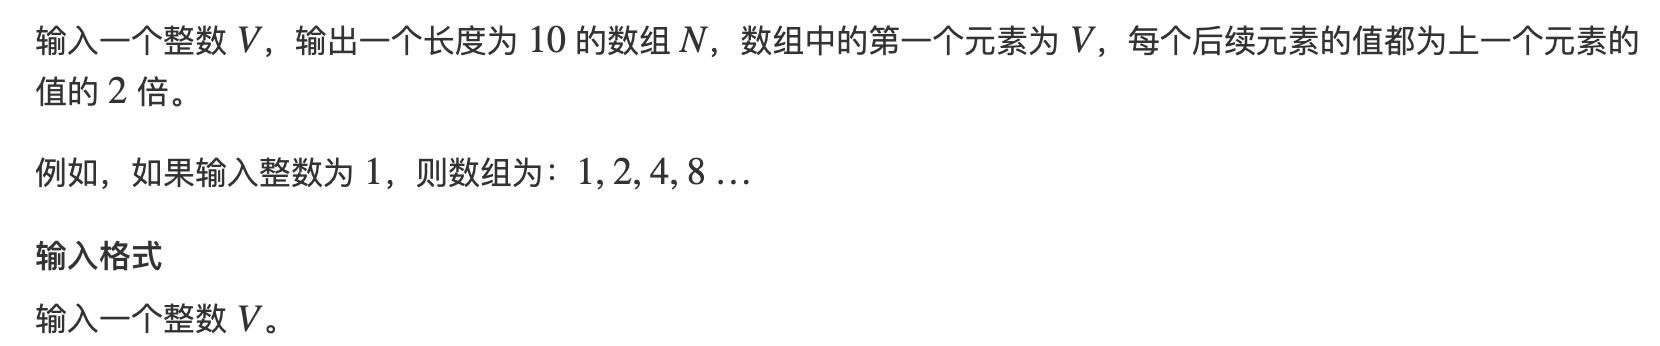 输入一个整数 V，输出一个长度为 10 的数组 N，数组中的第一个元素为 V，每个后续元素的值都为上一个元素的
值的 2 倍。
例如，如果输入整数为 1，则数组为：1, 2, 4, 8 …
输入格式
输入一个整数 V。